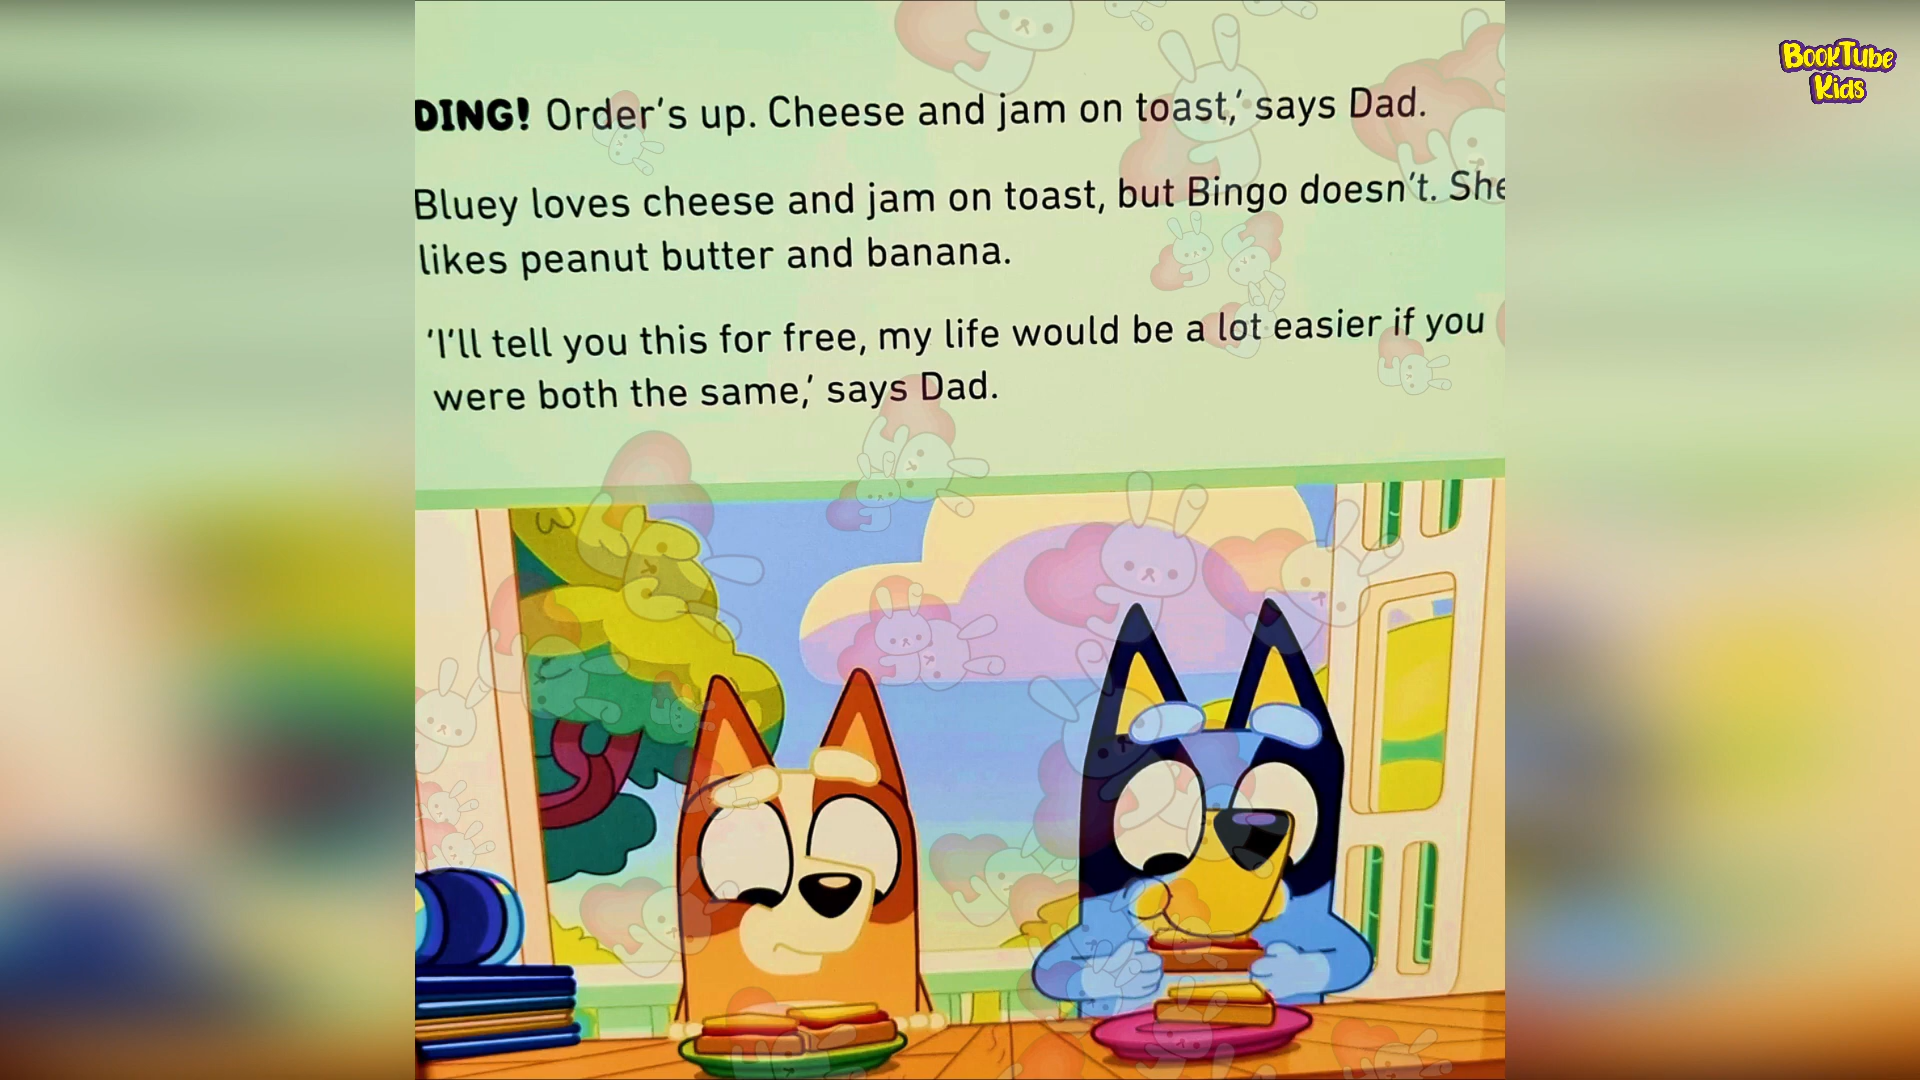 DING! Order's up. Cheese and jam on toast,' says Dad.
Bluey loves cheese and jam on toast, but Bingo doesn't. She
likes peanut butter and banana.
'I'll tell you this for free, my life would be a lot easier if you
were both the same,' says Dad.
BookTube
Kids